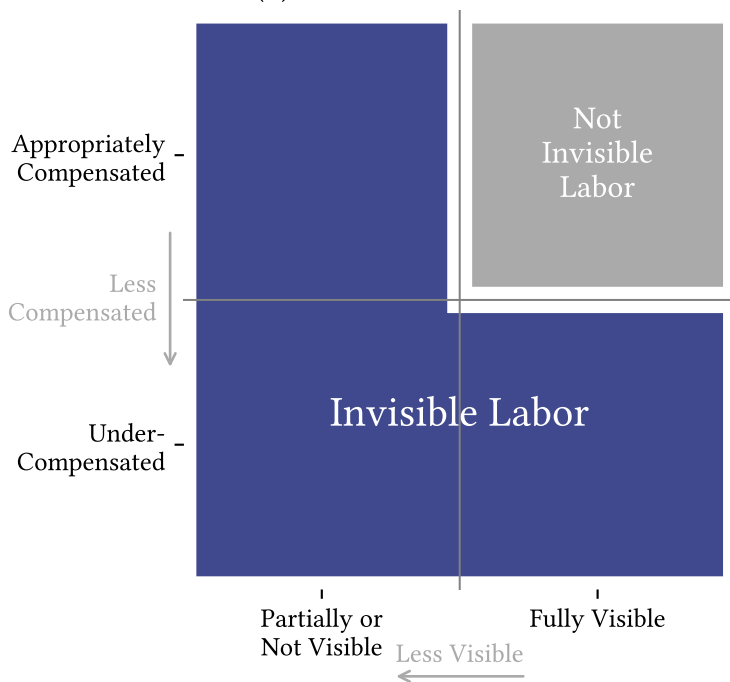 Not
Invisible
Labor
Appropriately
Compensated
Less
Compensated
Invisible Labor
Under-
Compensated
Partially or
Not Visible
Fully Visible
Less Visible